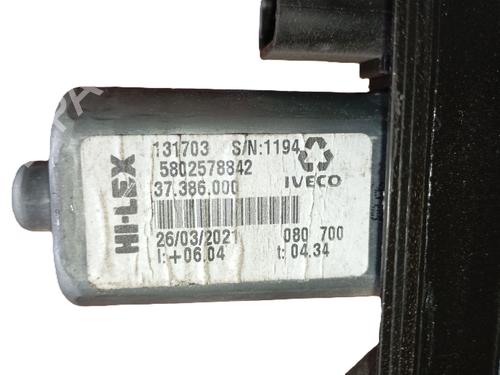 HI-LEX
131703 S/N:1194
5802578842
37.386.000
IVECO
26/03/2021 080 700
I:+06.04 t: 04.34